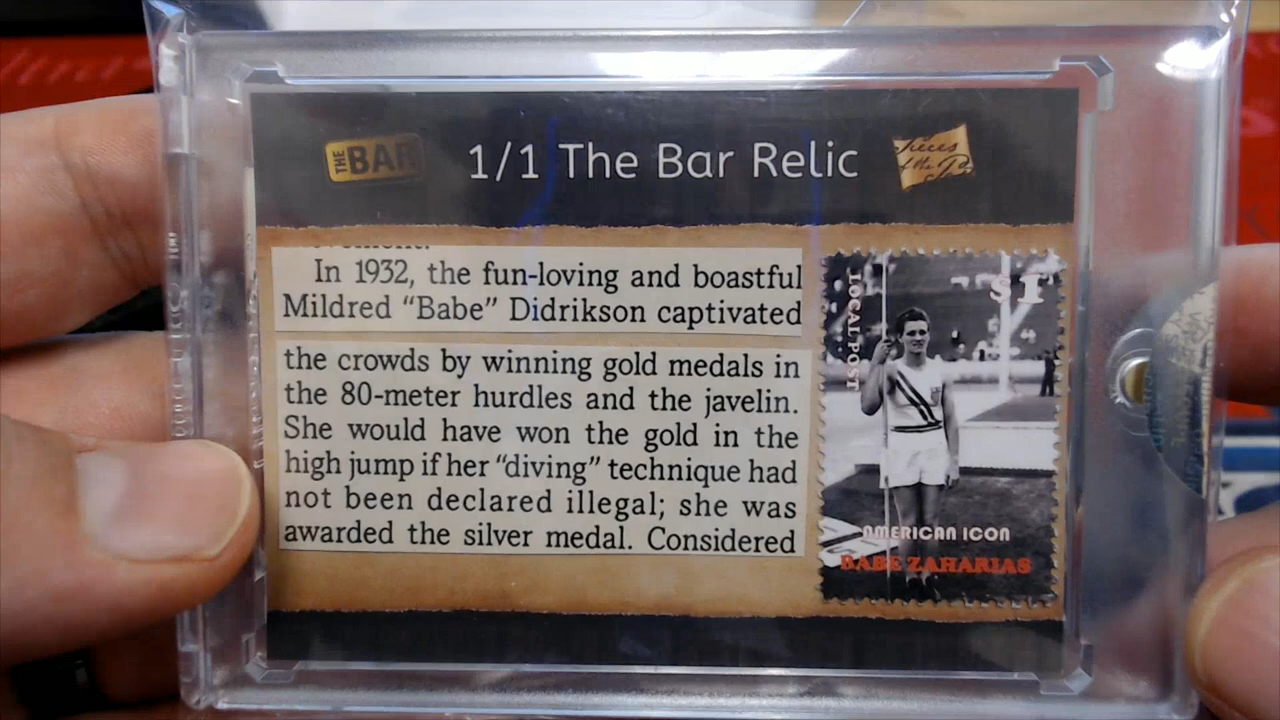 THE BAR
1/1 The Bar Relic
Pieces of the P
In 1932, the fun-loving and boastful
Mildred “Babe” Didrikson captivated
the crowds by winning gold medals in
the 80-meter hurdles and the javelin.
She would have won the gold in the
high jump if her “diving” technique had
not been declared illegal; she was
awarded the silver medal. Considered
$1
LOCAL POST
AMERICAN ICON
BABE ZAHARIAS